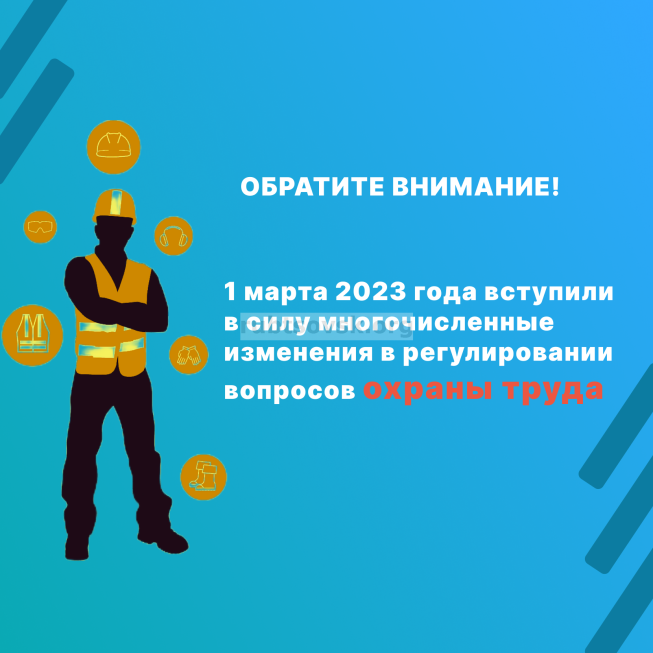 ОБРАТИТЕ ВНИМАНИЕ!
1 марта 2023 года вступили
в силу многочисленные
изменения в регулировании
вопросов охраны труда